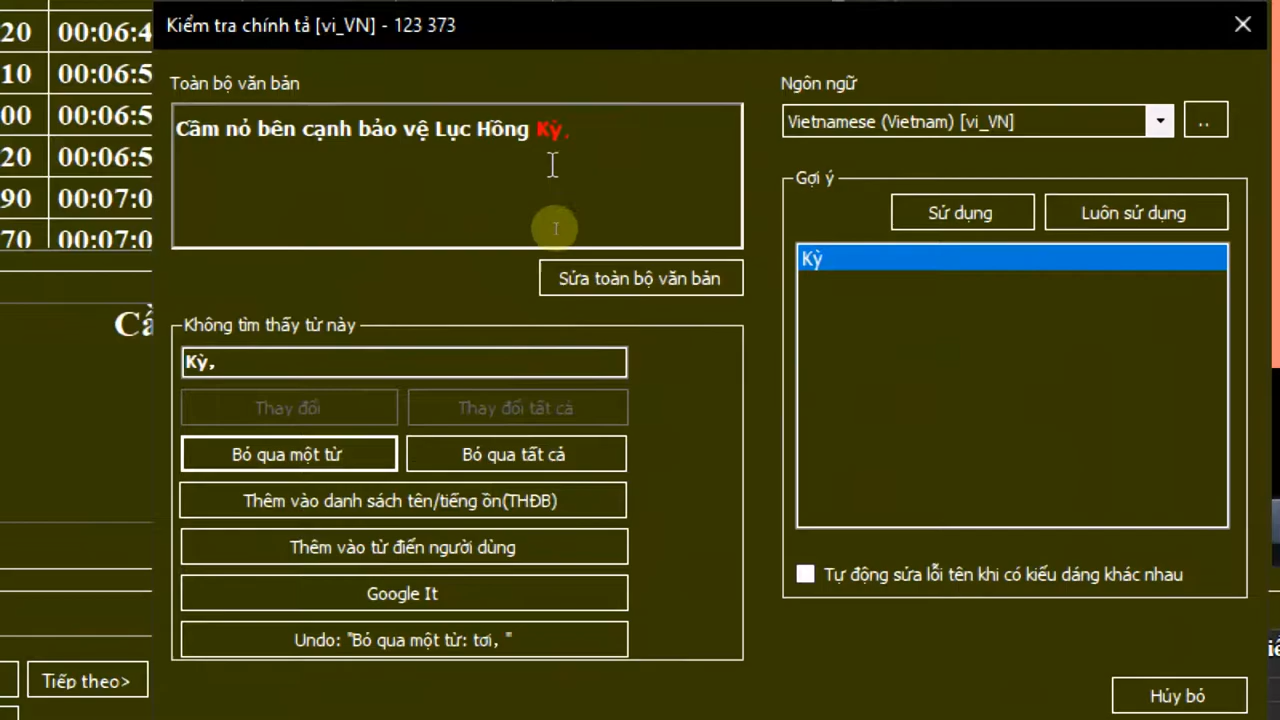 Kiểm tra chính tả [vi_VN] - 123 373
20 00:06:4
10 00:06:5
00 00:06:5
20 00:06:5
90 00:07:0
70 00:07:0
Toàn bộ văn bản
Cầm nỏ bên cạnh bảo vệ Lục Hồng Kỳ,
Sửa toàn bộ văn bản
Không tìm thấy từ này
Kỳ,
Thay đổi
Thay đổi tất cả
Bỏ qua một từ
Bỏ qua tất cả
Thêm vào danh sách tên/tiếng ồn(THĐB)
Thêm vào từ điển người dùng
Google It
Undo: "Bỏ qua một từ: tơi, "
Ngôn ngữ
Vietnamese (Vietnam) [vi_VN]
..
Gợi ý
Sử dụng
Luôn sử dụng
Kỳ
Tự động sửa lỗi tên khi có kiểu dáng khác nhau
Hủy bỏ
Cầ
Tiếp theo>